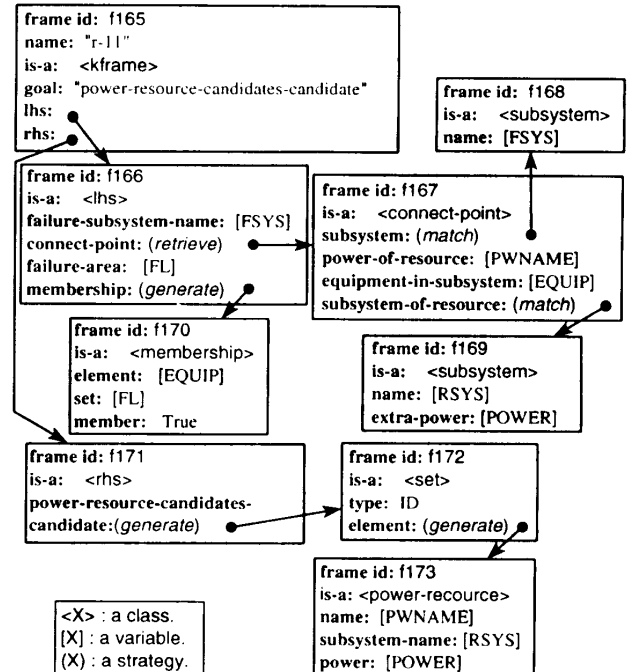 frame id: f165
name: "r-11"
is-a: <kframe>
goal: "power-resource-candidates-candidate"
lhs:
rhs:
frame id: f168
is-a: <subsystem>
name: [FSYS]
frame id: f166
is-a: <lhs>
failure-subsystem-name: [FSYS]
connect-point: (retrieve)
failure-area: [FL]
membership: (generate)
frame id: f167
is-a: <connect-point>
subsystem: (match)
power-of-resource: [PWNAME]
equipment-in-subsystem: [EQUIP]
subsystem-of-resource: (match)
frame id: f170
is-a: <membership>
element: [EQUIP]
set: [FL]
member: True
frame id: f169
is-a: <subsystem>
name: [RSYS]
extra-power: [POWER]
frame id: f171
is-a: <rhs>
power-resource-candidates-
candidate:(generate)
frame id: f172
is-a: <set>
type: ID
element: (generate)
frame id: f173
is-a: <power-recource>
name: [PWNAME]
subsystem-name: [RSYS]
power: [POWER]
<X> : a class.
[X] : a variable.
(X) : a strategy.